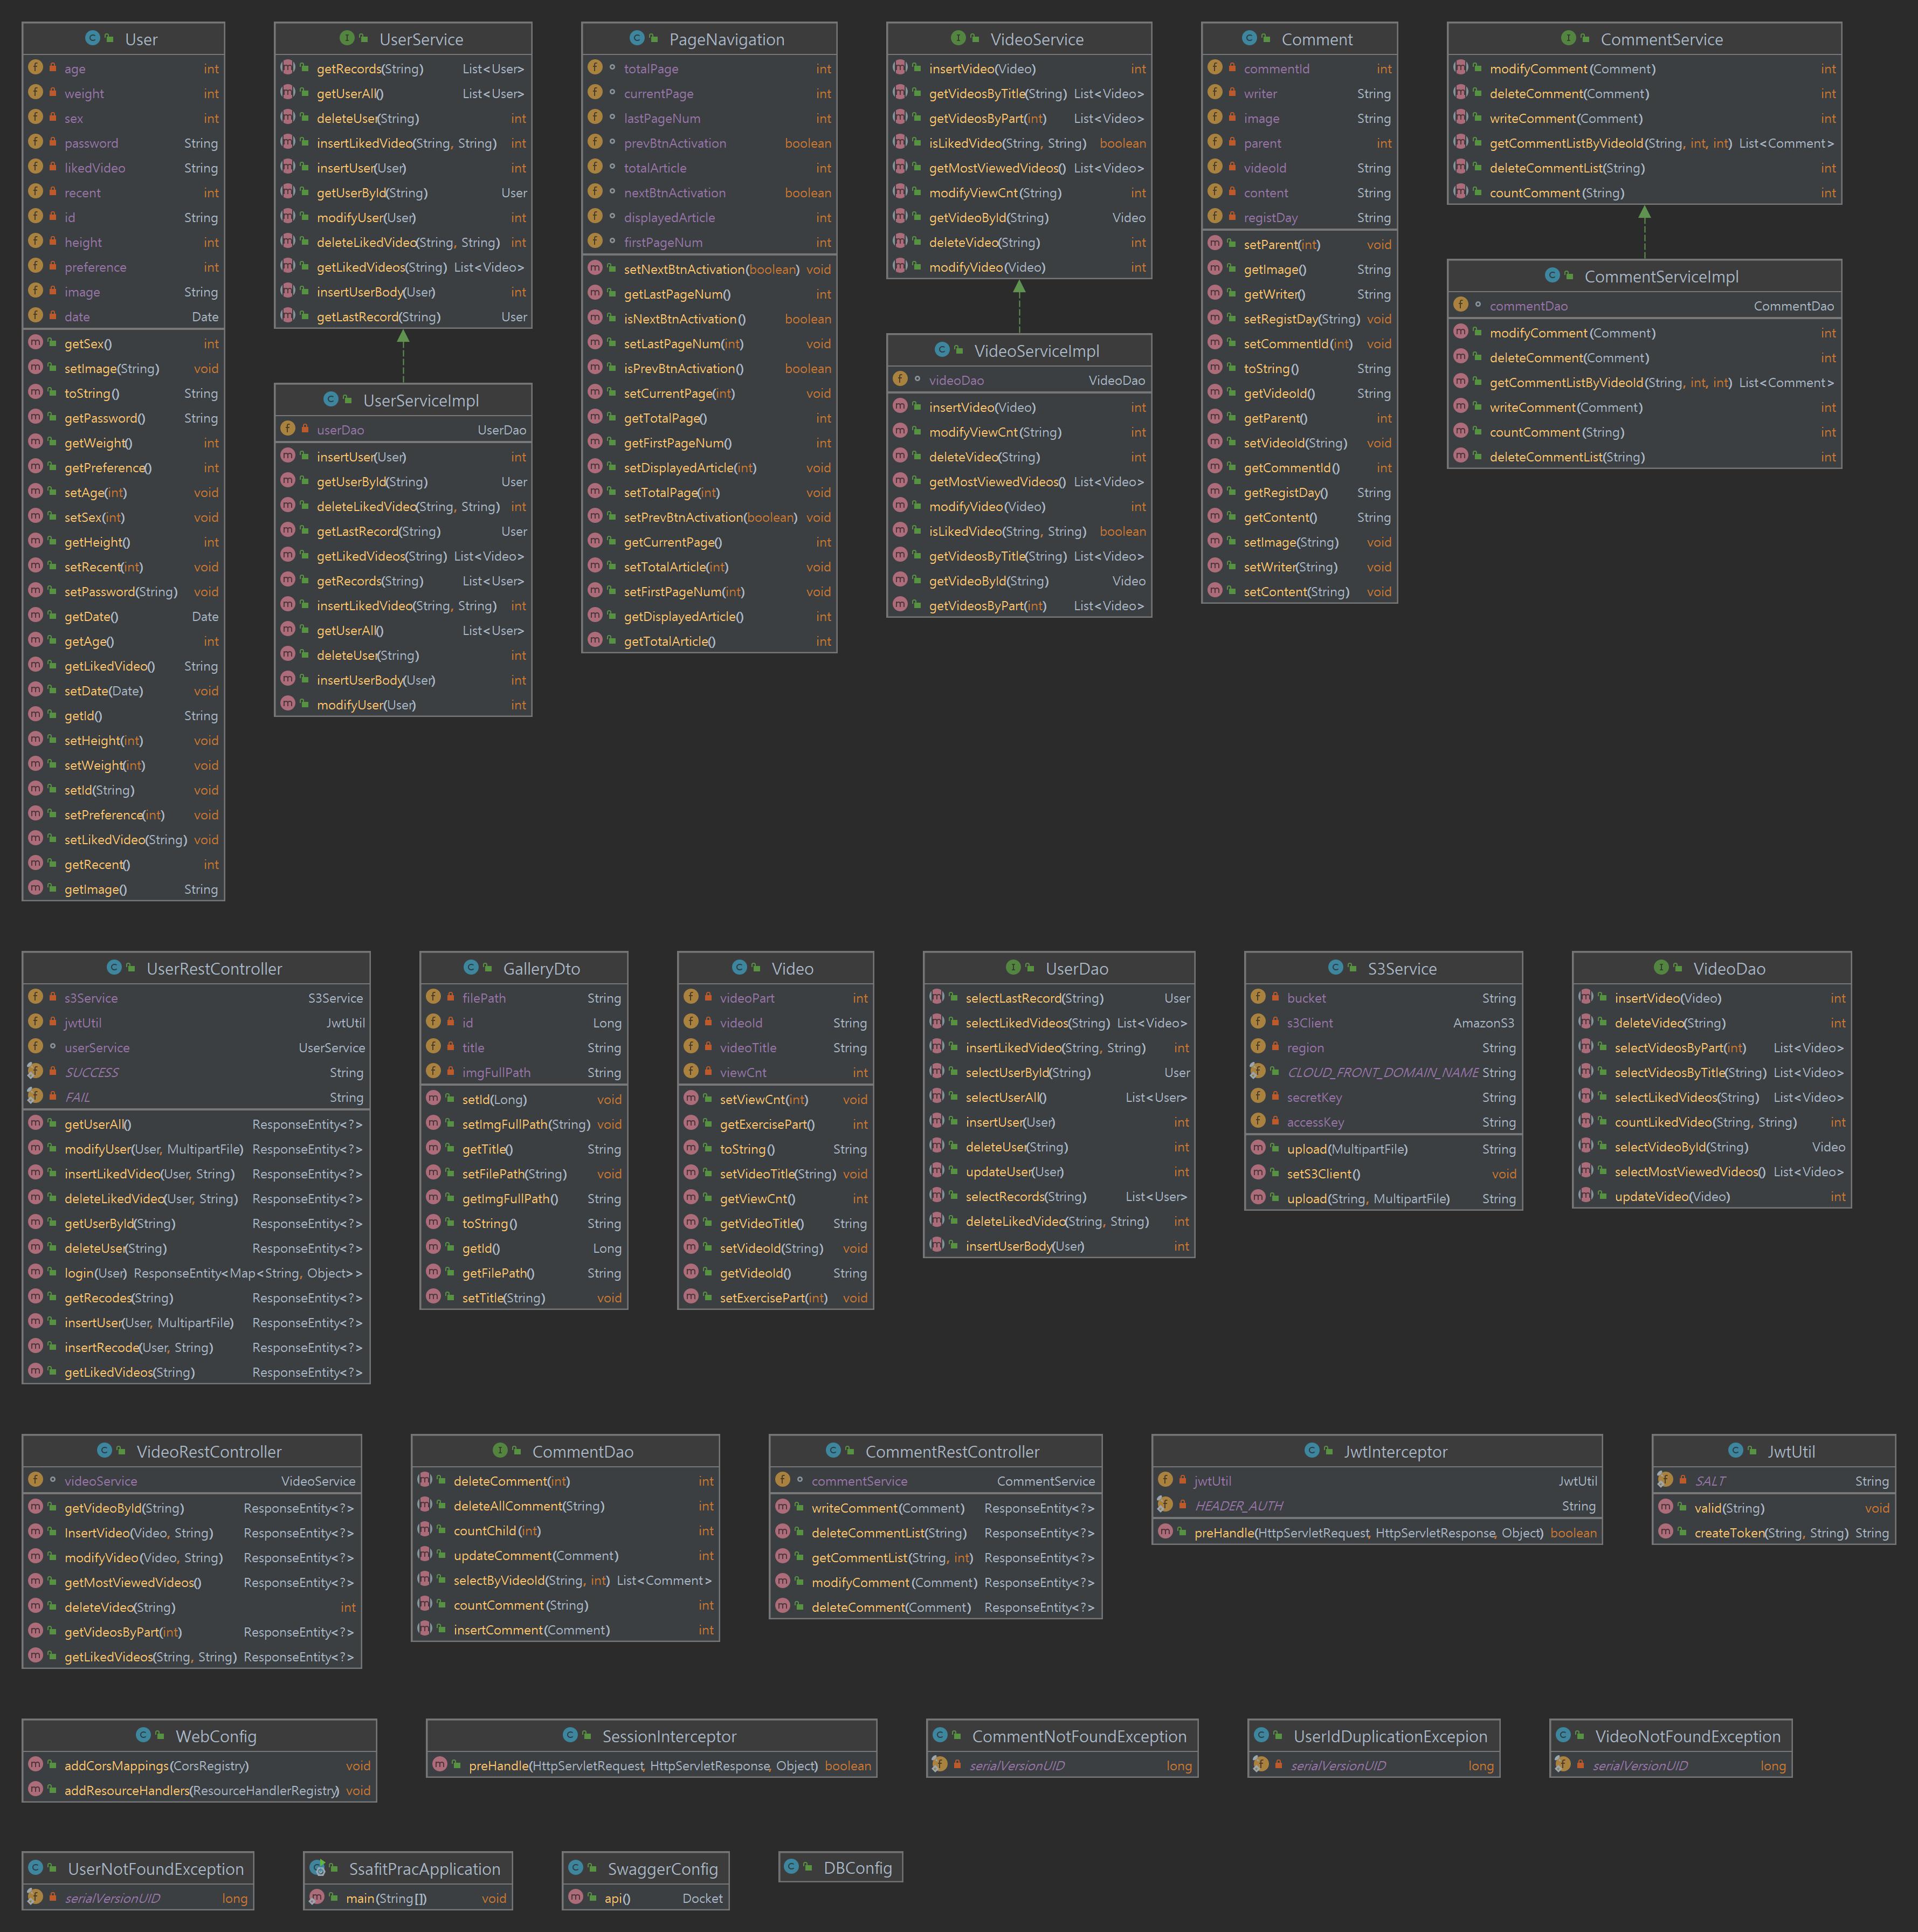 User
age int
weight int
sex int
password String
likedVideo String
recent int
id String
height int
preference int
image String
date Date
getSex() int
setImage(String) void
toString() String
getPassword() String
getWeight() int
getPreference() int
setAge(int) void
setSex(int) void
getHeight() int
setRecent(int) void
setPassword(String) void
getDate() Date
getAge() int
getLikedVideo() String
setDate(Date) void
getId() String
setHeight(int) void
setWeight(int) void
setId(String) void
setPreference(int) void
setLikedVideo(String) void
getRecent() int
getImage() String
UserService
getRecords(String) List<User>
getUserAll() List<User>
deleteUser(String) int
insertLikedVideo(String, String) int
insertUser(User) int
getUserById(String) User
modifyUser(User) int
deleteLikedVideo(String, String) int
getLikedVideos(String) List<Video>
insertUserBody(User) int
getLastRecord(String) User
UserServiceImpl
userDao UserDao
insertUser(User) int
getUserById(String) User
deleteLikedVideo(String, String) int
getLastRecord(String) User
getLikedVideos(String) List<Video>
getRecords(String) List<User>
insertLikedVideo(String, String) int
getUserAll() List<User>
deleteUser(String) int
insertUserBody(User) int
modifyUser(User) int
PageNavigation
totalPage int
currentPage int
lastPageNum int
prevBtnActivation boolean
totalArticle int
nextBtnActivation boolean
displayedArticle int
firstPageNum int
setNextBtnActivation(boolean) void
getLastPageNum() int
isNextBtnActivation() boolean
setLastPageNum(int) void
isPrevBtnActivation() boolean
setCurrentPage(int) void
getTotalPage() int
getFirstPageNum() int
setDisplayedArticle(int) void
setTotalPage(int) void
setPrevBtnActivation(boolean) void
getCurrentPage() int
setTotalArticle(int) void
setFirstPageNum(int) void
getDisplayedArticle() int
getTotalArticle() int
VideoService
insertVideo(Video) int
getVideosByTitle(String) List<Video>
getVideosByPart(int) List<Video>
isLikedVideo(String, String) boolean
getMostViewedVideos() List<Video>
modifyViewCnt(String) int
getVideoById(String) Video
deleteVideo(String) int
modifyVideo(Video) int
VideoServiceImpl
videoDao VideoDao
insertVideo(Video) int
modifyViewCnt(String) int
deleteVideo(String) int
getMostViewedVideos() List<Video>
modifyVideo(Video) int
isLikedVideo(String, String) boolean
getVideosByTitle(String) List<Video>
getVideoById(String) Video
getVideosByPart(int) List<Video>
Comment
commentId int
writer String
image String
parent int
videoId String
content String
registDay String
setParent(int) void
getImage() String
getWriter() String
setRegistDay(String) void
setCommentId(int) void
toString() String
getVideoId() String
getParent() int
setVideoId(String) void
getCommentId() int
getRegistDay() String
getContent() String
setImage(String) void
setWriter(String) void
setContent(String) void
CommentService
modifyComment(Comment) int
deleteComment(Comment) int
writeComment(Comment) int
getCommentListByVideoId(String, int, int) List<Comment>
deleteCommentList(String) int
countComment(String) int
CommentServiceImpl
commentDao CommentDao
modifyComment(Comment) int
deleteComment(Comment) int
getCommentListByVideoId(String, int, int) List<Comment>
writeComment(Comment) int
countComment(String) int
deleteCommentList(String) int
UserRestController
s3Service S3Service
jwtUtil JwtUtil
userService UserService
SUCCESS String
FAIL String
getUserAll() ResponseEntity<?>
modifyUser(User, MultipartFile) ResponseEntity<?>
insertLikedVideo(User, String) ResponseEntity<?>
deleteLikedVideo(User, String) ResponseEntity<?>
getUserById(String) ResponseEntity<?>
deleteUser(String) ResponseEntity<?>
login(User) ResponseEntity<Map<String, Object>>
getRecodes(String) ResponseEntity<?>
insertUser(User, MultipartFile) ResponseEntity<?>
insertRecode(User, String) ResponseEntity<?>
getLikedVideos(String) ResponseEntity<?>
GalleryDto
filePath String
id Long
title String
imgFullPath String
setId(Long) void
setImgFullPath(String) void
getTitle() String
setFilePath(String) void
getImgFullPath() String
toString() String
getId() Long
getFilePath() String
setTitle(String) void
Video
videoPart int
videoId String
videoTitle String
viewCnt int
setViewCnt(int) void
getExercisePart() int
toString() String
setVideoTitle(String) void
getViewCnt() int
getVideoTitle() String
setVideoId(String) void
getVideoId() String
setExercisePart(int) void
UserDao
selectLastRecord(String) User
selectLikedVideos(String) List<Video>
insertLikedVideo(String, String) int
selectUserById(String) User
selectUserAll() List<User>
insertUser(User) int
deleteUser(String) int
updateUser(User) int
selectRecords(String) List<User>
deleteLikedVideo(String, String) int
insertUserBody(User) int
S3Service
bucket String
s3Client AmazonS3
region String
CLOUD_FRONT_DOMAIN_NAME String
secretKey String
accessKey String
upload(MultipartFile) String
setS3Client() void
upload(String, MultipartFile) String
VideoDao
insertVideo(Video) int
deleteVideo(String) int
selectVideosByPart(int) List<Video>
selectVideosByTitle(String) List<Video>
selectLikedVideos(String) List<Video>
countLikedVideo(String, String) int
selectVideoById(String) Video
selectMostViewedVideos() List<Video>
updateVideo(Video) int
VideoRestController
videoService VideoService
getVideoById(String) ResponseEntity<?>
InsertVideo(Video, String) ResponseEntity<?>
modifyVideo(Video, String) ResponseEntity<?>
getMostViewedVideos() ResponseEntity<?>
deleteVideo(String) int
getVideosByPart(int) ResponseEntity<?>
getLikedVideos(String, String) ResponseEntity<?>
CommentDao
deleteComment(int) int
deleteAllComment(String) int
countChild(int) int
updateComment(Comment) int
selectByVideoId(String, int) List<Comment>
countComment(String) int
insertComment(Comment) int
CommentRestController
commentService CommentService
writeComment(Comment) ResponseEntity<?>
deleteCommentList(String) ResponseEntity<?>
getCommentList(String, int) ResponseEntity<?>
modifyComment(Comment) ResponseEntity<?>
deleteComment(Comment) ResponseEntity<?>
JwtInterceptor
jwtUtil JwtUtil
HEADER_AUTH String
preHandle(HttpServletRequest, HttpServletResponse, Object) boolean
JwtUtil
SALT String
valid(String) void
createToken(String, String) String
WebConfig
addCorsMappings(CorsRegistry) void
addResourceHandlers(ResourceHandlerRegistry) void
SessionInterceptor
preHandle(HttpServletRequest, HttpServletResponse, Object) boolean
CommentNotFoundException
serialVersionUID long
UserIdDuplicationExcepion
serialVersionUID long
VideoNotFoundException
serialVersionUID long
UserNotFoundException
serialVersionUID long
SsafitPracApplication
main(String[]) void
SwaggerConfig
api() Docket
DBConfig